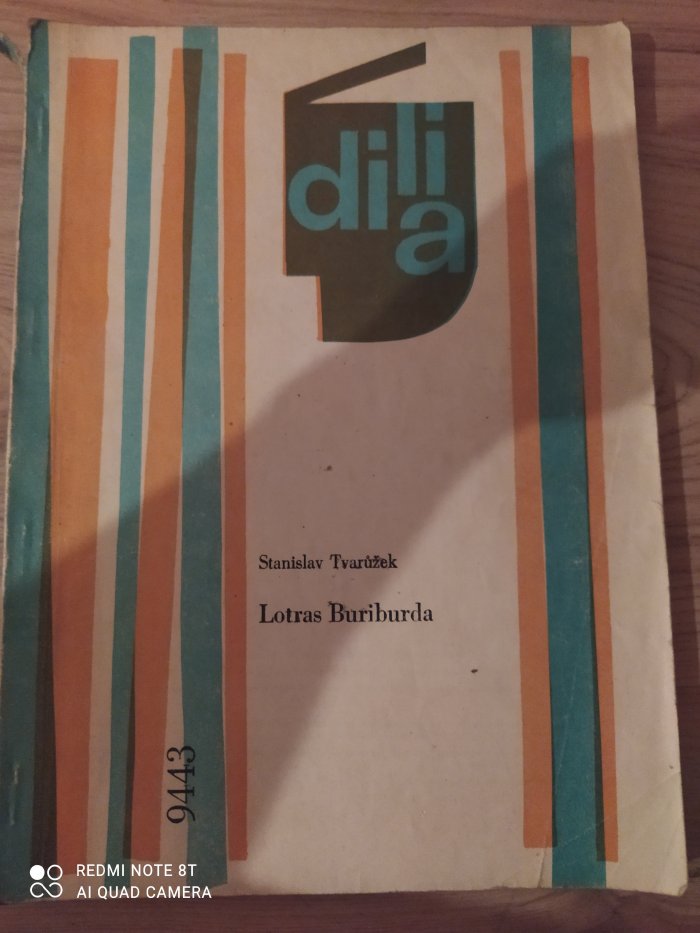 dilia
Stanislav Tvarůžek
Lotras Buriburda
9443
REDMI NOTE 8T
AI QUAD CAMERA